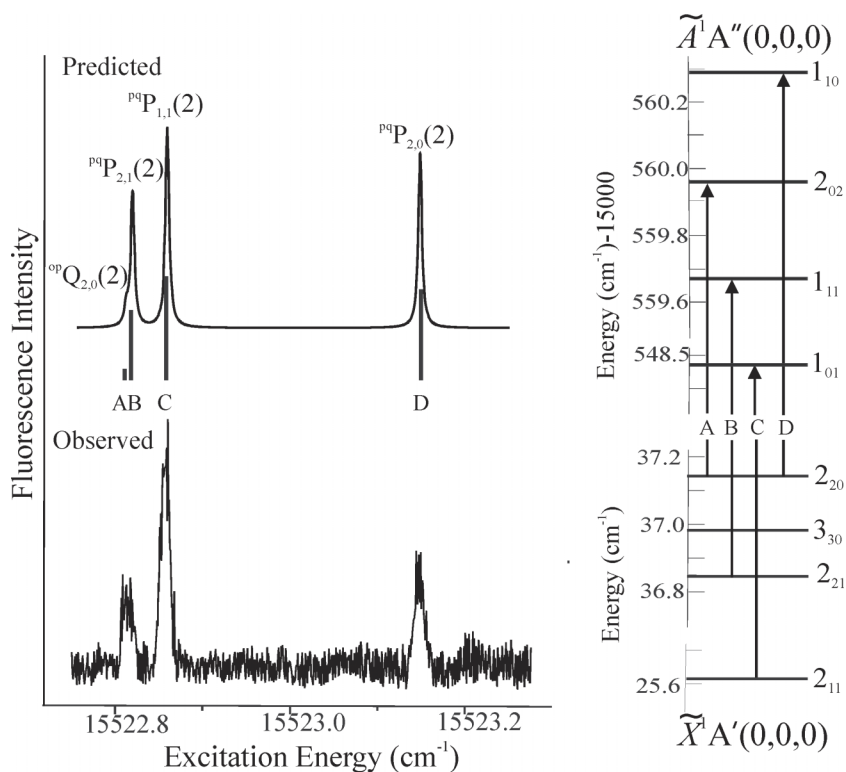 Predicted
pqP1,1(2)
pqP2,1(2)
pqP2,0(2)
opQ2,0(2)
A B C D
Observed
Fluorescence Intensity
15522.8 15523.0 15523.2
Excitation Energy (cm-1)
Ã1A"(0,0,0)
110
560.2
560.0
202
559.8
111
559.6
548.5
101
Energy (cm-1)-15000
A B C D
37.2
220
37.0
330
36.8
221
25.6
211
Energy (cm-1)
X̃1A'(0,0,0)